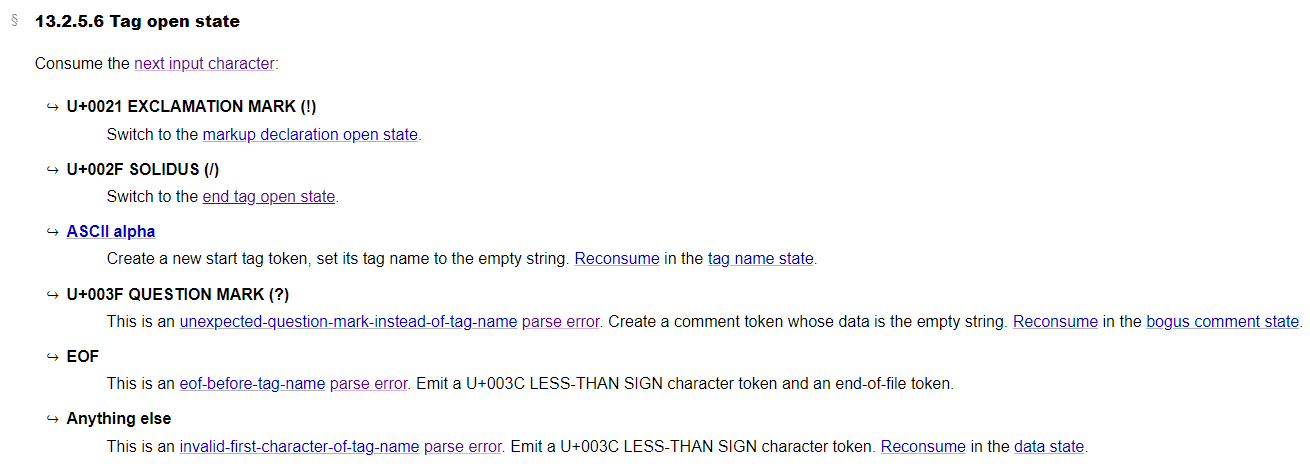 § 13.2.5.6 Tag open state
Consume the next input character:
↪ U+0021 EXCLAMATION MARK (!)
Switch to the markup declaration open state.
↪ U+002F SOLIDUS (/)
Switch to the end tag open state.
↪ ASCII alpha
Create a new start tag token, set its tag name to the empty string. Reconsume in the tag name state.
↪ U+003F QUESTION MARK (?)
This is an unexpected-question-mark-instead-of-tag-name parse error. Create a comment token whose data is the empty string. Reconsume in the bogus comment state.
↪ EOF
This is an eof-before-tag-name parse error. Emit a U+003C LESS-THAN SIGN character token and an end-of-file token.
↪ Anything else
This is an invalid-first-character-of-tag-name parse error. Emit a U+003C LESS-THAN SIGN character token. Reconsume in the data state.